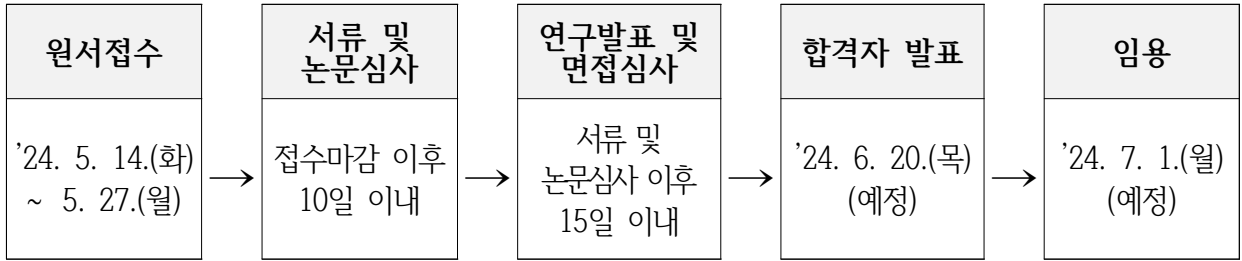 원서접수
'24. 5. 14.(화)
~ 5. 27.(월)
→
서류 및
논문심사
접수마감 이후
10일 이내
→
연구발표 및
면접심사
서류 및
논문심사 이후
15일 이내
→
합격자 발표
'24. 6. 20.(목)
(예정)
→
임용
'24. 7. 1.(월)
(예정)